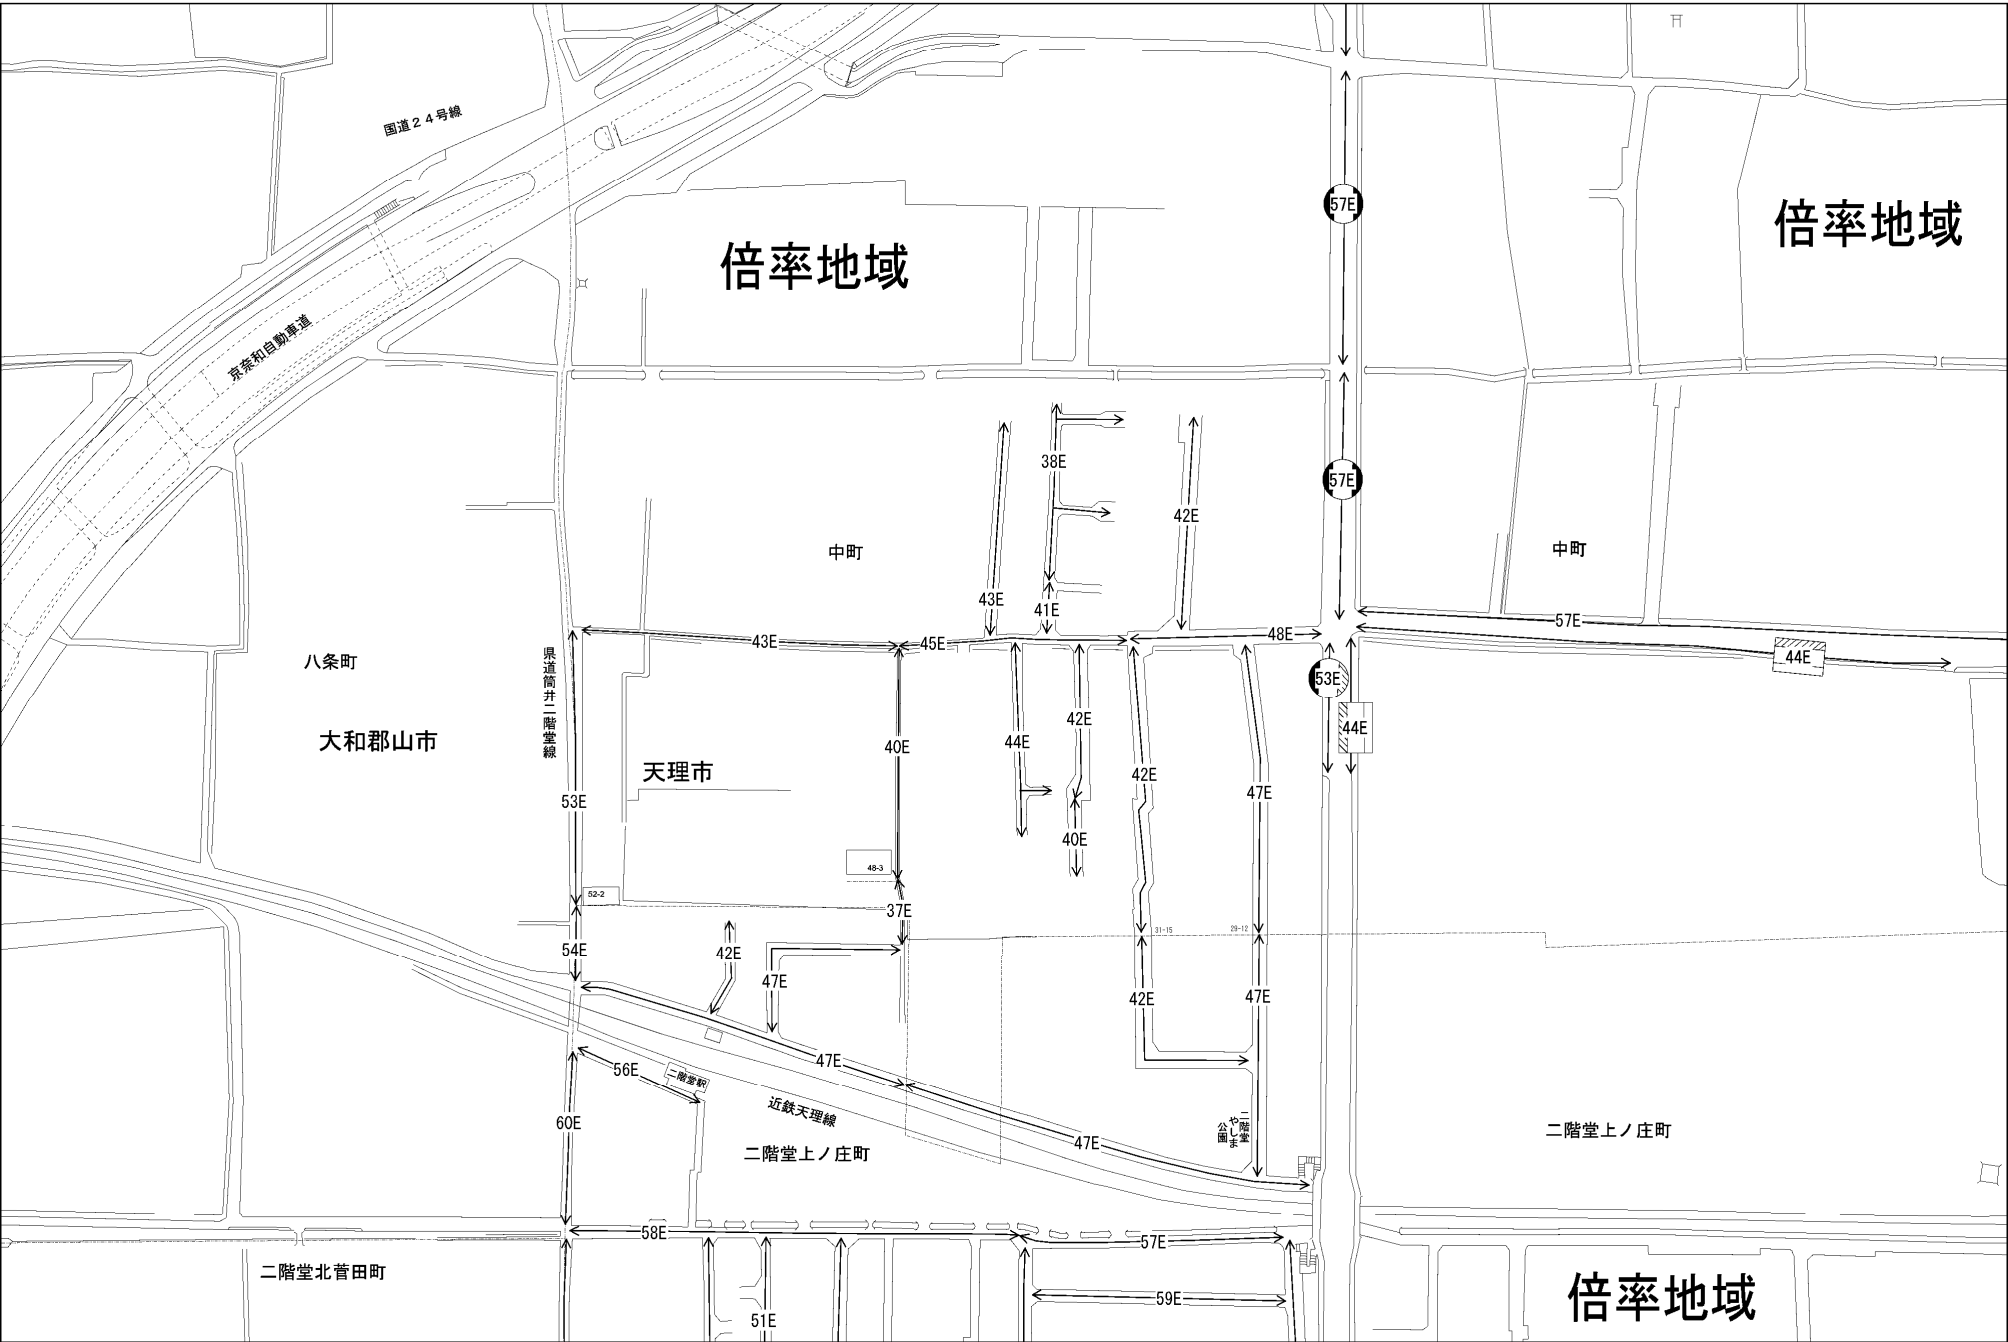 国道２４号線
57E
倍率地域
倍率地域
京奈和自動車道
38E
57E
42E
中町
中町
43E
41E
57E
43E
45E
48E
八条町
県道筒井二階堂線
44E
53E
42E
44E
大和郡山市
40E
44E
天理市
42E
47E
53E
40E
48-3
52-2
37E
31-15
29-12
54E
42E
47E
42E
47E
47E
56E
二階堂駅
近鉄天理線
60E
二階堂
やしま
公園
47E
二階堂上ノ庄町
二階堂上ノ庄町
58E
57E
二階堂北菅田町
59E
倍率地域
51E